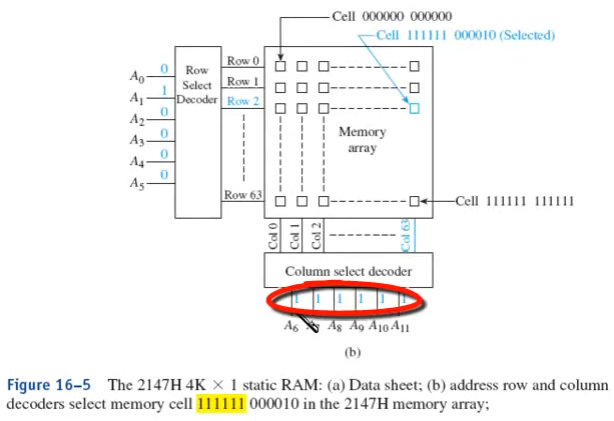 Cell 000000 000000
Cell 111111 000010 (Selected)
A0 0 Row Select Decoder Row 0
A1 1 Row 1
A2 0 Row 2
A3 0
A4 0
A5 0
Memory
array
Row 63
Cell 111111 111111
Col 0 Col 1 Col 2 Col 63
Column select decoder
1 1 1 1 1 1
A6 A8 A9 A10 A11
(b)
Figure 16–5 The 2147H 4K × 1 static RAM: (a) Data sheet; (b) address row and column
decoders select memory cell 111111 000010 in the 2147H memory array;